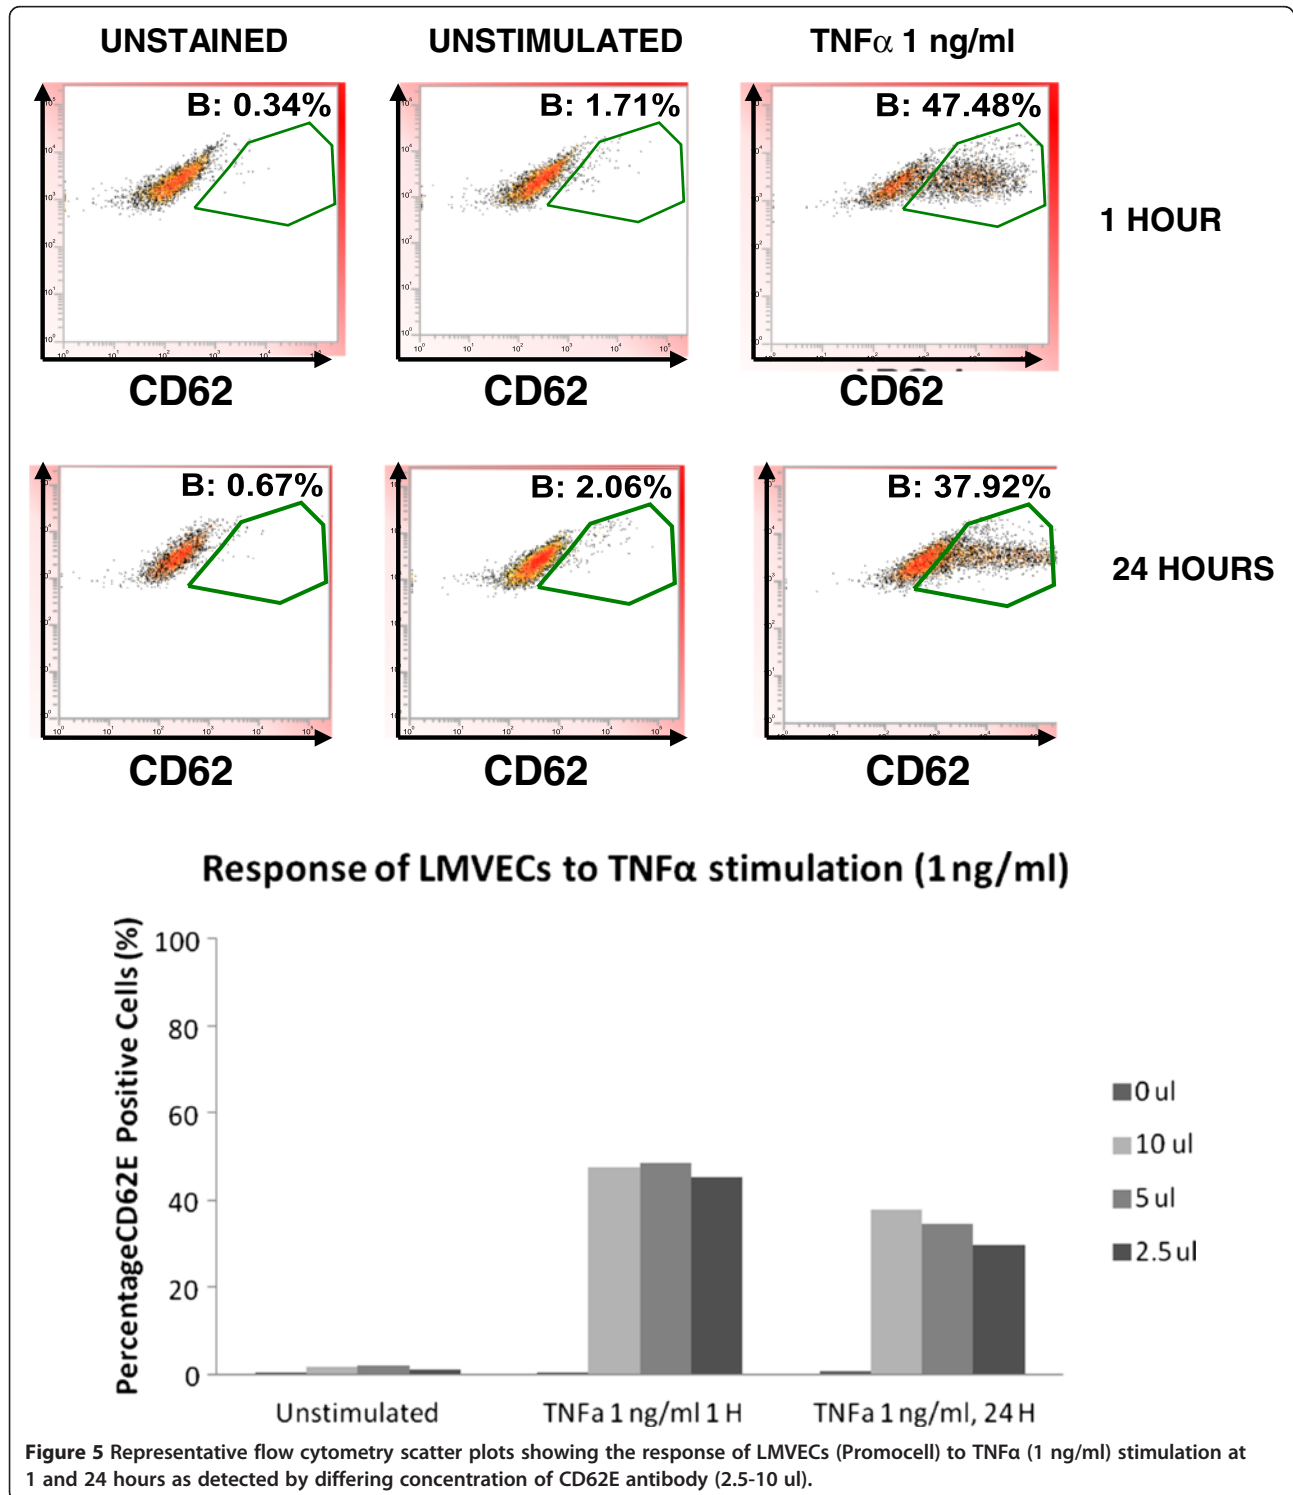 UNSTAINED UNSTIMULATED TNFα 1 ng/ml
B: 0.34% B: 1.71% B: 47.48%
1 HOUR
CD62 CD62 CD62
B: 0.67% B: 2.06% B: 37.92%
24 HOURS
CD62 CD62 CD62
Response of LMVECs to TNFα stimulation (1 ng/ml)
PercentageCD62E Positive Cells (%)
100
80
60
40
20
0
0 ul
10 ul
5 ul
2.5 ul
Unstimulated TNFa 1 ng/ml 1 H TNFa 1 ng/ml, 24 H
Figure 5 Representative flow cytometry scatter plots showing the response of LMVECs (Promocell) to TNFα (1 ng/ml) stimulation at
1 and 24 hours as detected by differing concentration of CD62E antibody (2.5-10 ul).